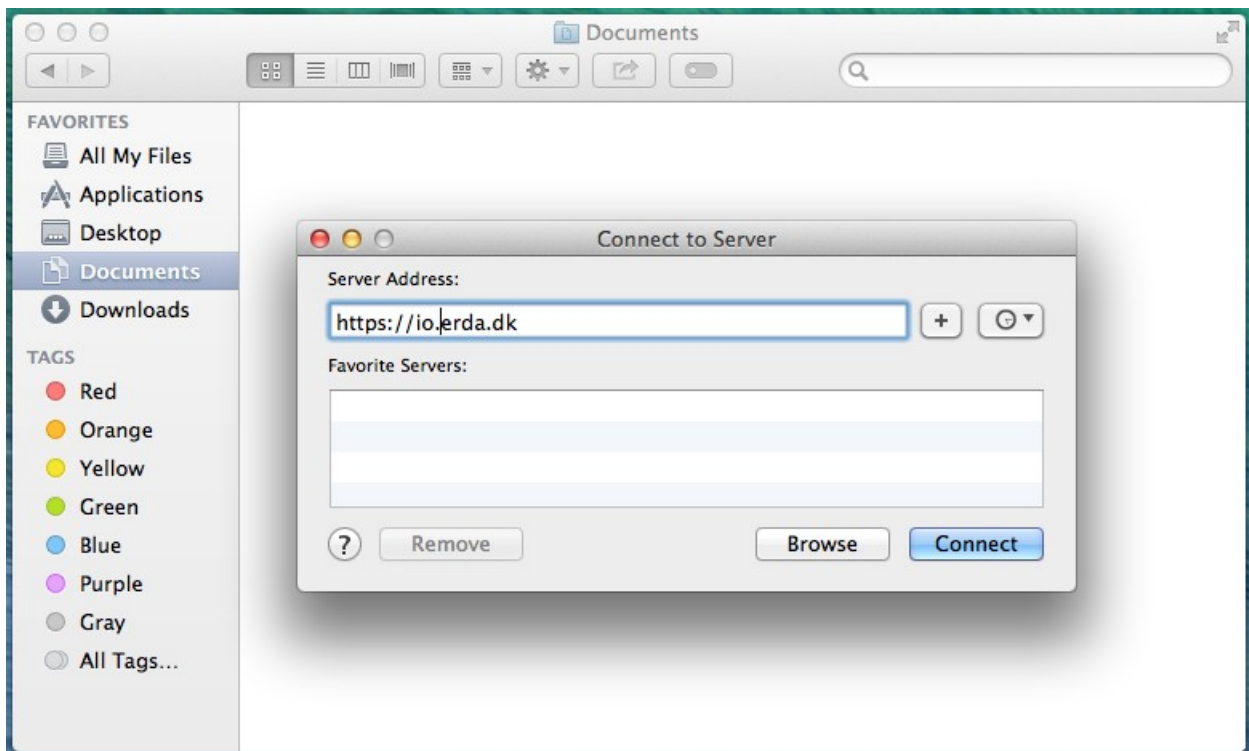 Documents
FAVORITES
All My Files
Applications
Desktop
Documents
Downloads
TAGS
Red
Orange
Yellow
Green
Blue
Purple
Gray
All Tags...
Connect to Server
Server Address:
https://io.erda.dk
+
Favorite Servers:
? Remove Browse Connect